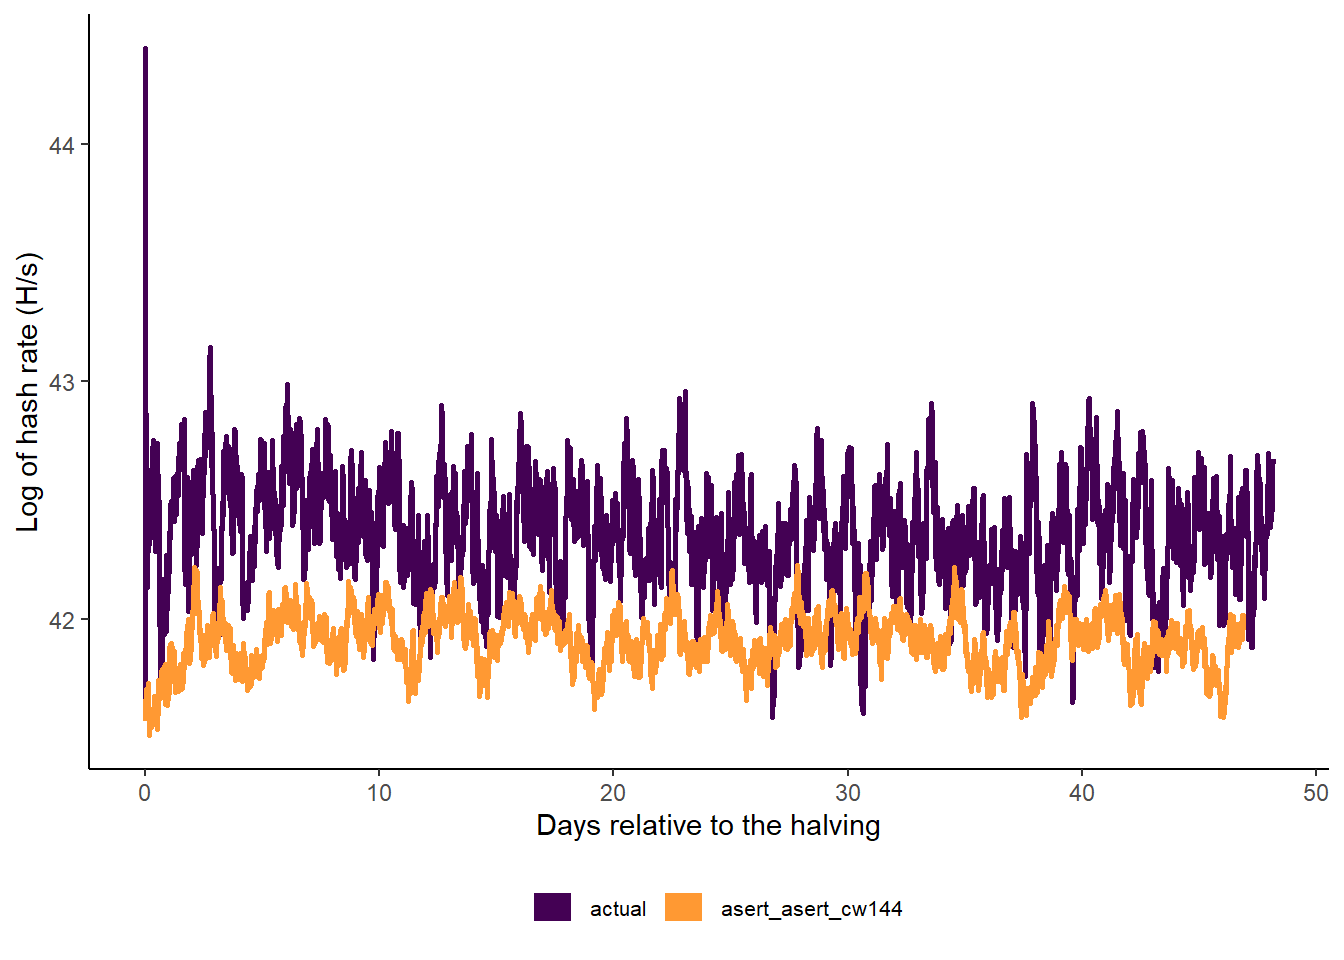 Log of hash rate (H/s)
44
43
42
0 10 20 30 40 50
Days relative to the halving
actual asert_asert_cw144